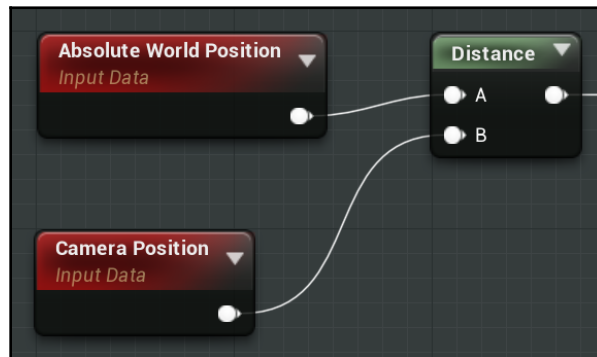 Absolute World Position
Input Data
Distance
A
B
Camera Position
Input Data